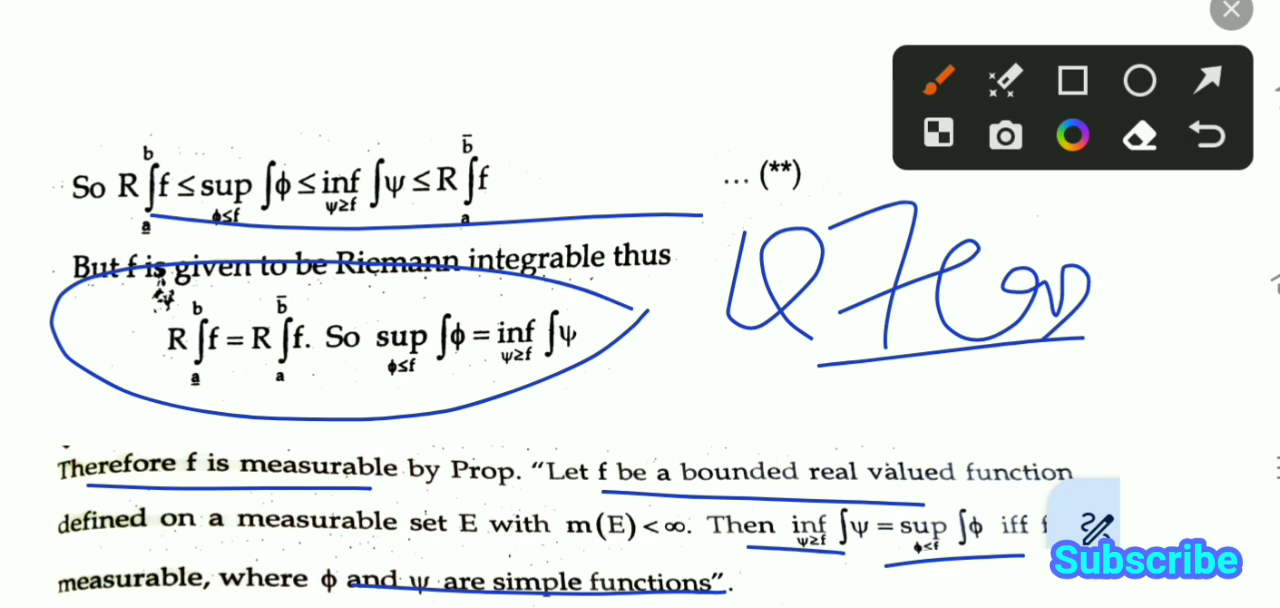 So R ∫_a̲^b f ≤ sup_{ϕ≤f} ∫ϕ ≤ inf_{ψ≥f} ∫ψ ≤ R ∫_a^b̄ f ... (**)
But f is given to be Riemann integrable thus
R ∫_a̲^b f = R ∫_a^b̄ f. So sup_{ϕ≤f} ∫ϕ = inf_{ψ≥f} ∫ψ
Therefore f is measurable by Prop. "Let f be a bounded real valued function
defined on a measurable set E with m(E) < ∞. Then inf_{ψ≥f} ∫ψ = sup_{ϕ≤f} ∫ϕ iff
measurable, where ϕ and ψ are simple functions".
Subscribe